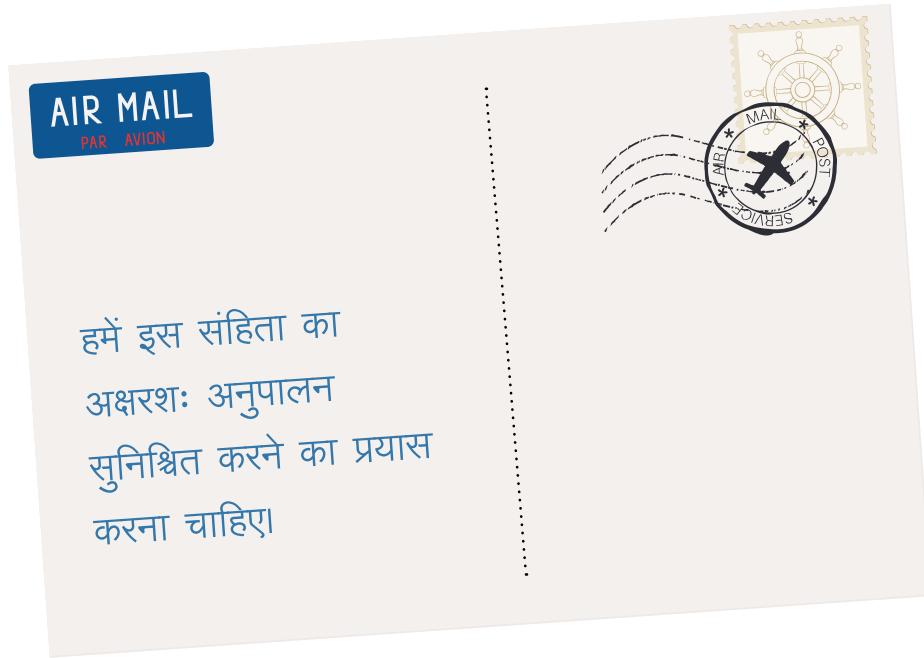 AIR MAIL
PAR AVION
AIR MAIL POST SERVICE
हमें इस संहिता का
अक्षरशः अनुपालन
सुनिश्चित करने का प्रयास
करना चाहिए।